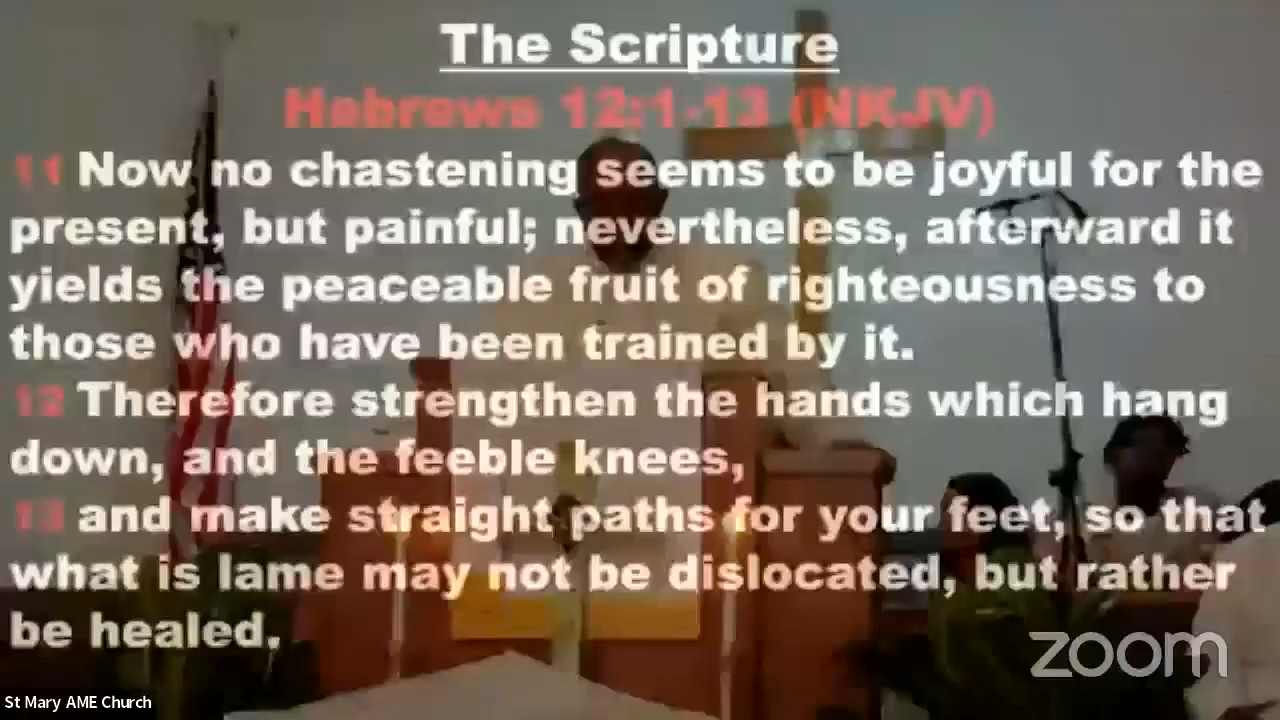 The Scripture
Hebrews 12:1-13 (NKJV)
11 Now no chastening seems to be joyful for the
present, but painful; nevertheless, afterward it
yields the peaceable fruit of righteousness to
those who have been trained by it.
12 Therefore strengthen the hands which hang
down, and the feeble knees,
13 and make straight paths for your feet, so that
what is lame may not be dislocated, but rather
be healed.
zoom
St Mary AME Church